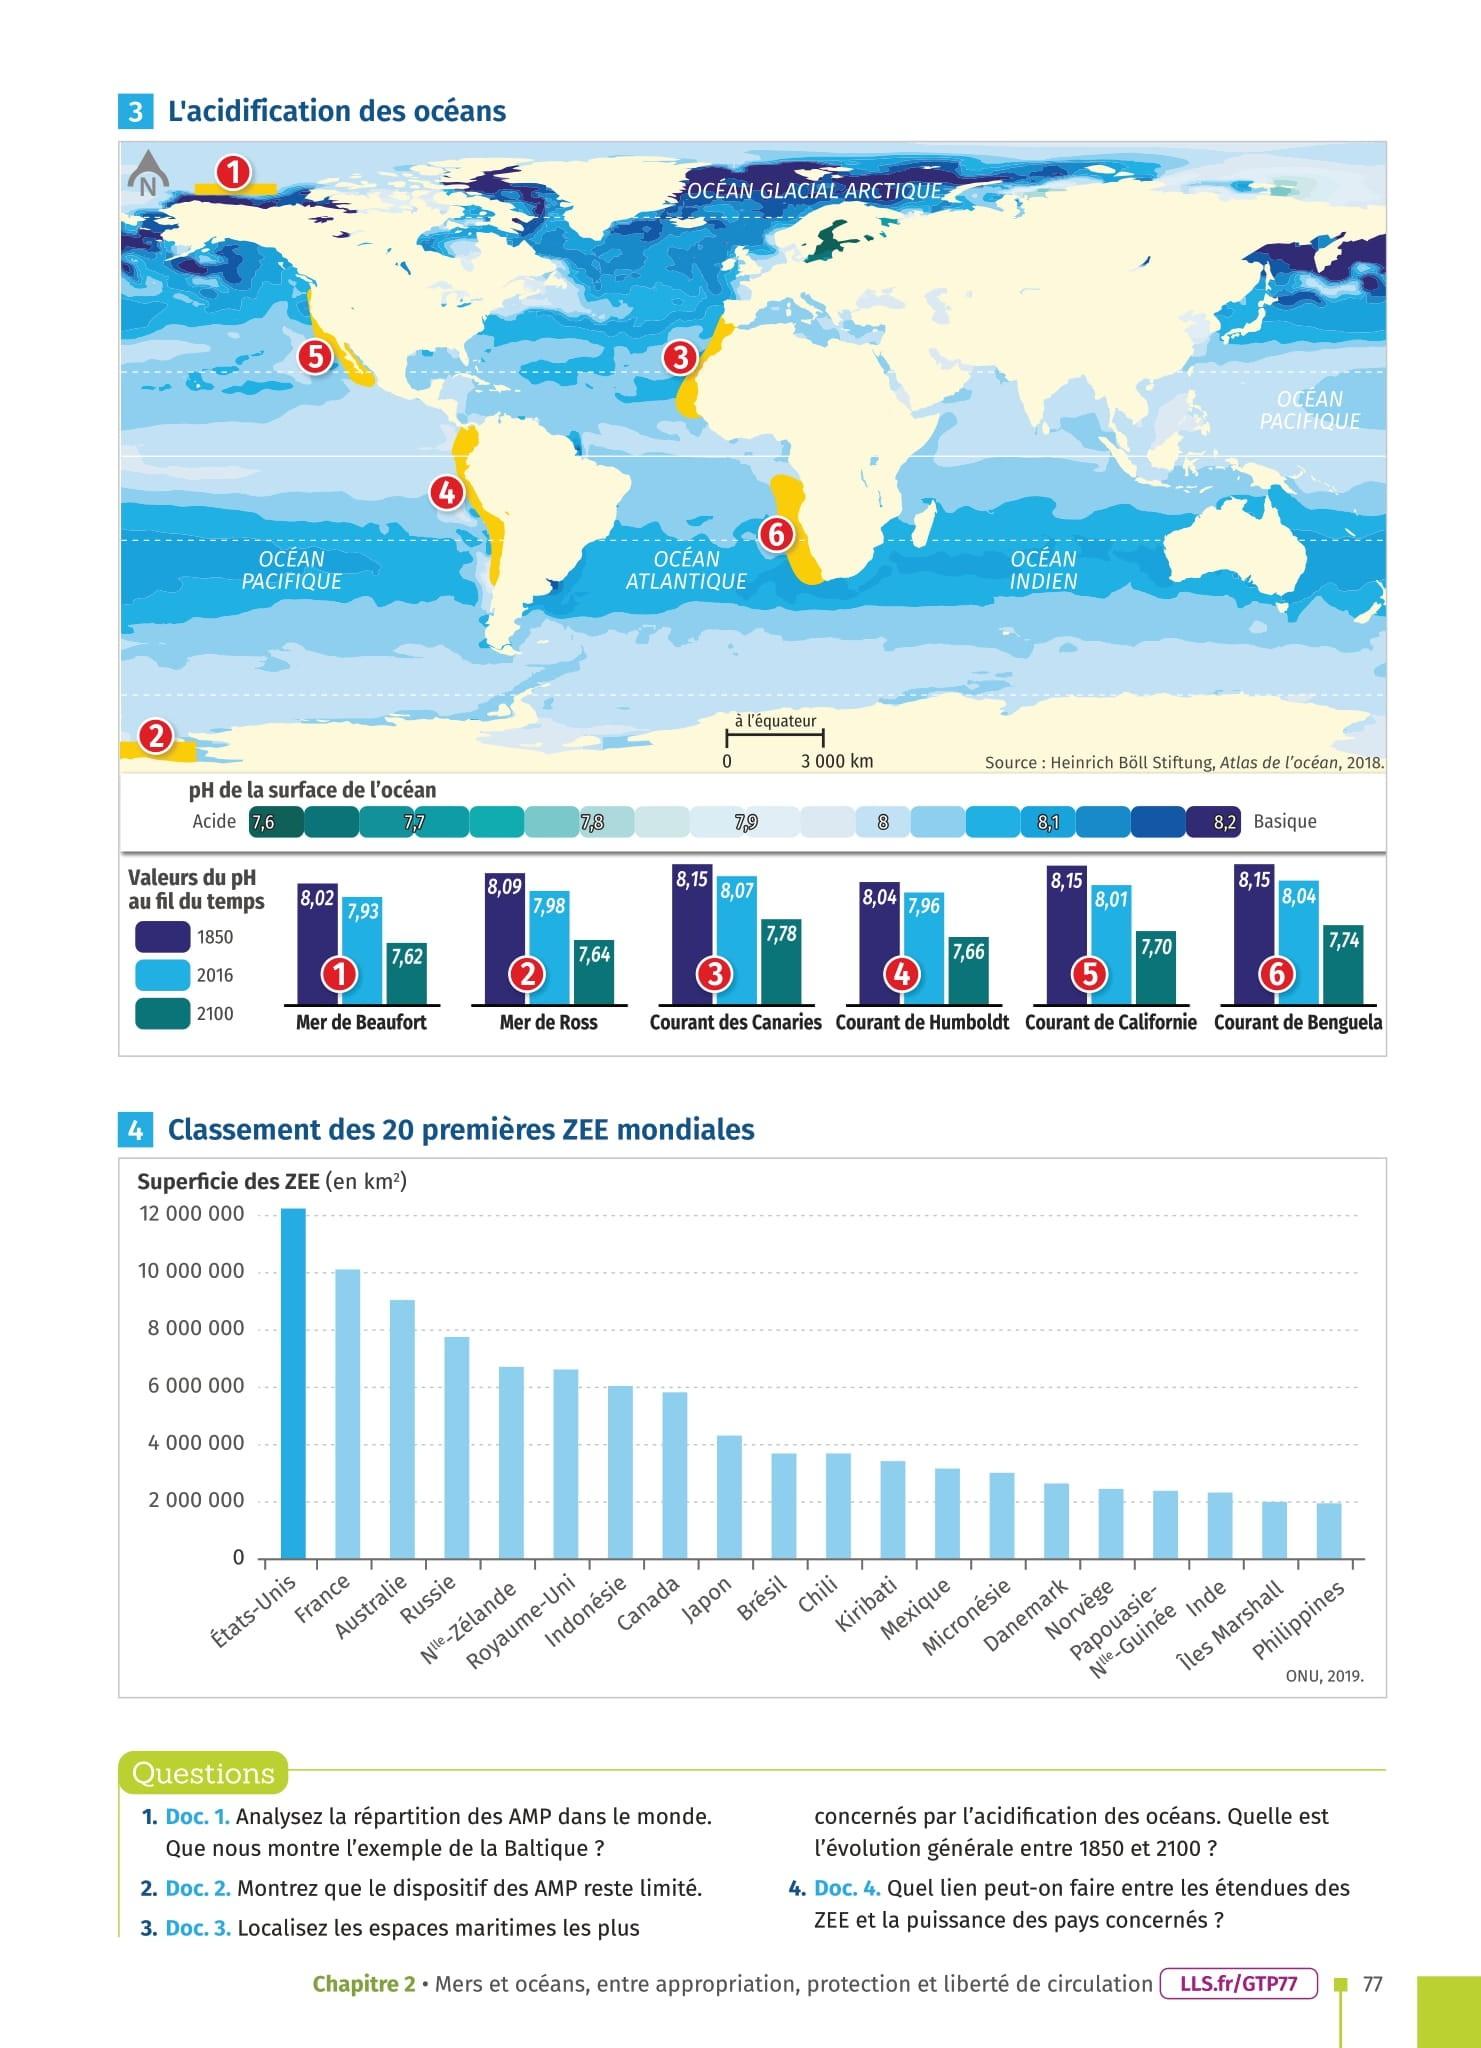 3 L'acidification des océans
N
1
OCÉAN GLACIAL ARCTIQUE
5
3
OCÉAN
PACIFIQUE
4
6
OCÉAN
PACIFIQUE
OCÉAN
ATLANTIQUE
OCÉAN
INDIEN
2
à l'équateur
0 3 000 km
Source : Heinrich Böll Stiftung, Atlas de l'océan, 2018.
pH de la surface de l'océan
Acide 7,6 7,7 7,8 7,9 8 8,1 8,2 Basique
Valeurs du pH
au fil du temps
1850
2016
2100
8,02 7,93 7,62
1
Mer de Beaufort
8,09 7,98 7,64
2
Mer de Ross
8,15 8,07 7,78
3
Courant des Canaries
8,04 7,96 7,66
4
Courant de Humboldt
8,15 8,01 7,70
5
Courant de Californie
8,15 8,04 7,74
6
Courant de Benguela
4 Classement des 20 premières ZEE mondiales
Superficie des ZEE (en km²)
12 000 000
10 000 000
8 000 000
6 000 000
4 000 000
2 000 000
0
États-Unis
France
Australie
Russie
Nlle-Zélande
Royaume-Uni
Indonésie
Canada
Japon
Brésil
Chili
Kiribati
Mexique
Micronésie
Danemark
Norvège
Papouasie-
Nlle-Guinée
Inde
Îles Marshall
Philippines
ONU, 2019.
Questions
1. Doc. 1. Analysez la répartition des AMP dans le monde.
Que nous montre l'exemple de la Baltique ?
2. Doc. 2. Montrez que le dispositif des AMP reste limité.
3. Doc. 3. Localisez les espaces maritimes les plus
concernés par l'acidification des océans. Quelle est
l'évolution générale entre 1850 et 2100 ?
4. Doc. 4. Quel lien peut-on faire entre les étendues des
ZEE et la puissance des pays concernés ?
Chapitre 2 • Mers et océans, entre appropriation, protection et liberté de circulation LLS.fr/GTP77 77